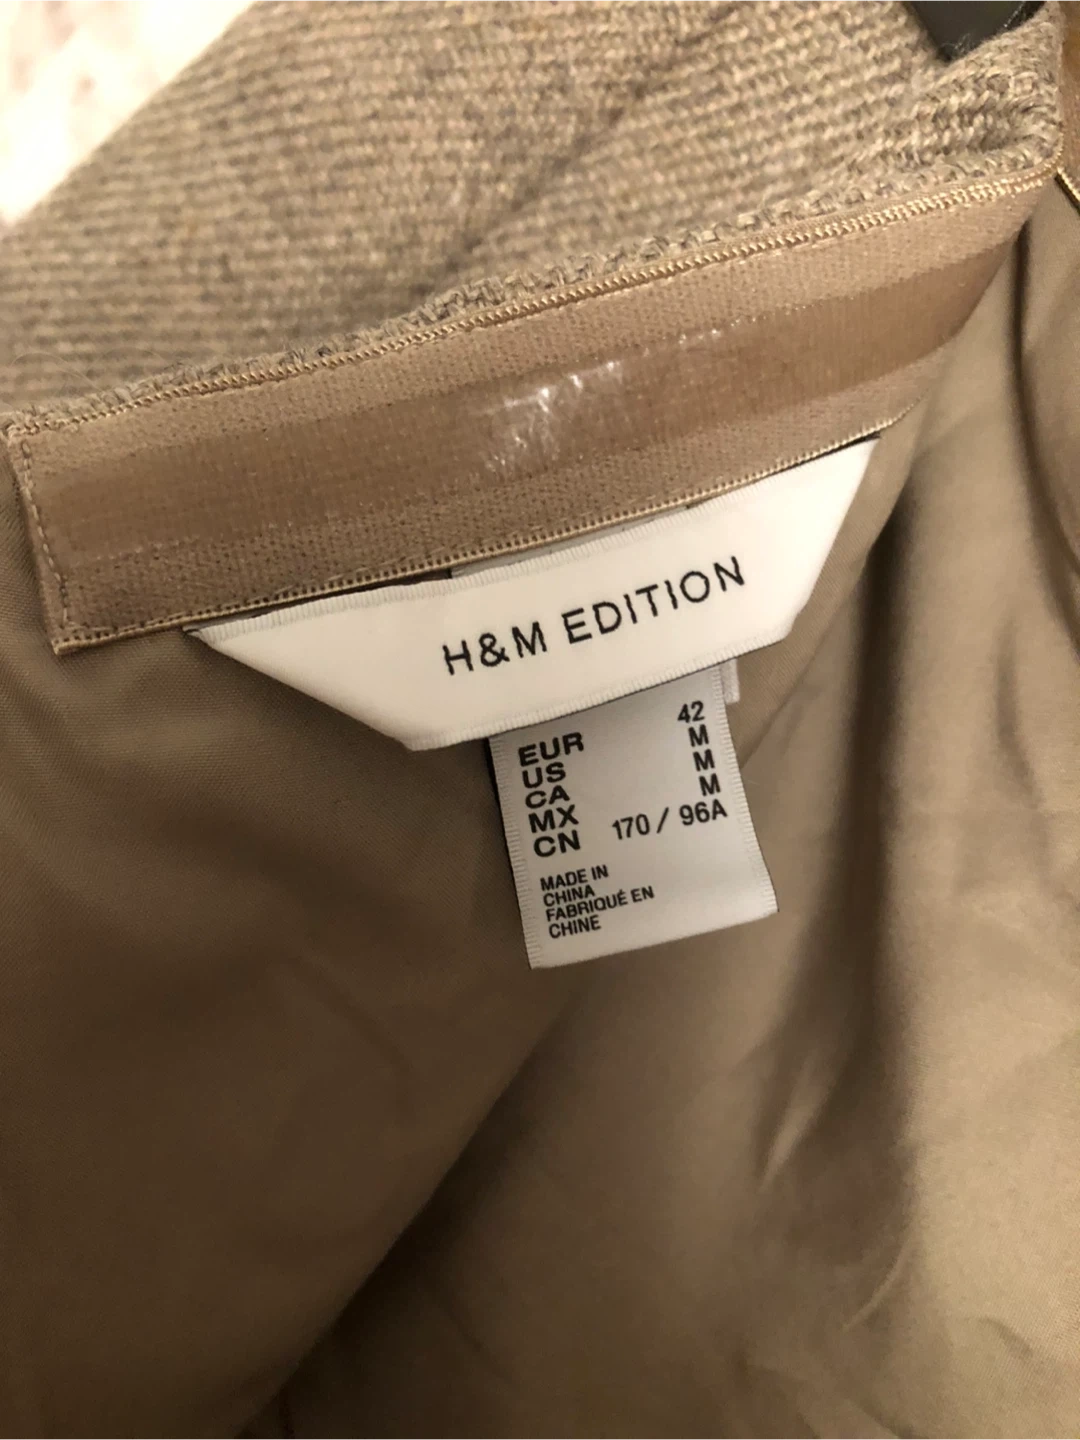 H&M EDITION
EUR 42
US M
CA M
MX M
CN 170 / 96A
MADE IN
CHINA
FABRIQUÉ EN
CHINE